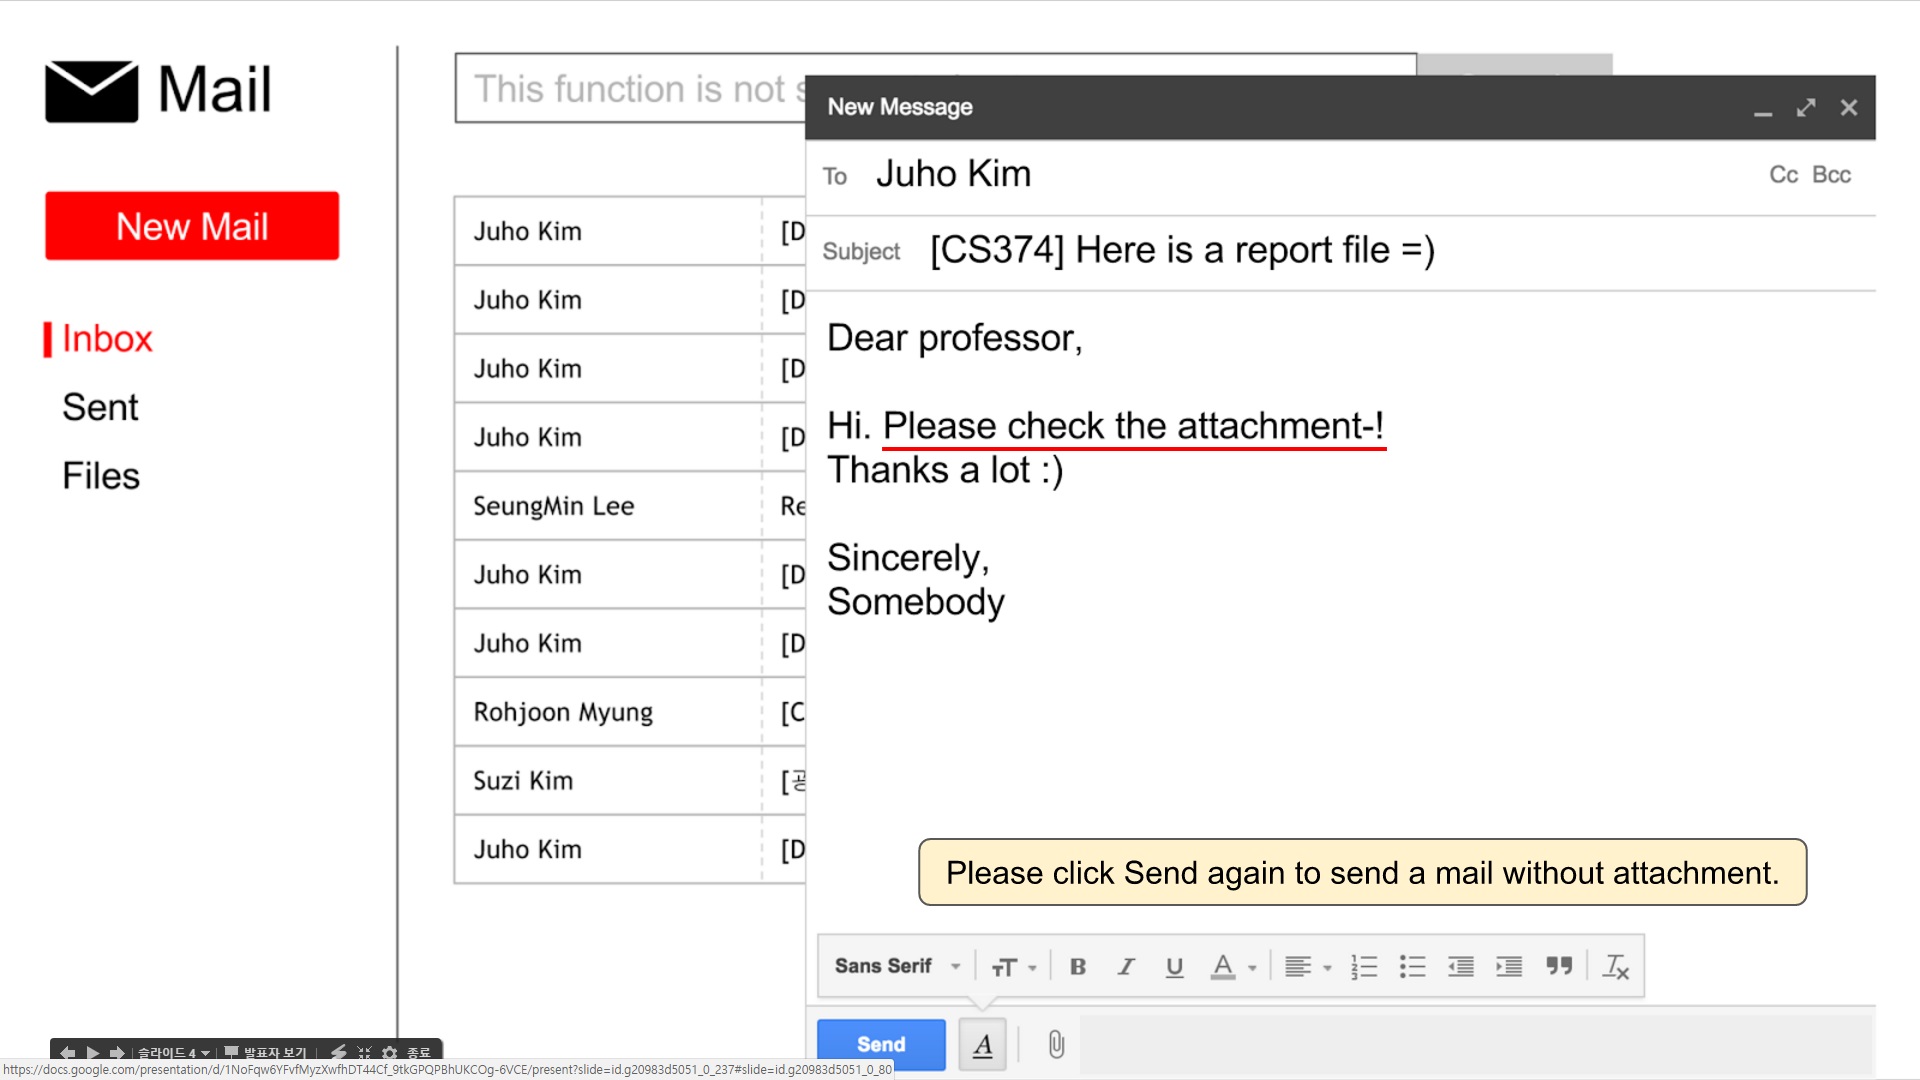 Mail
New Mail
Inbox
Sent
Files
This function is not
Juho Kim [D
Juho Kim [D
Juho Kim [D
Juho Kim [D
SeungMin Lee Re
Juho Kim [D
Juho Kim [D
Rohjoon Myung [C
Suzi Kim [공
Juho Kim [D
New Message
To Juho Kim Cc Bcc
Subject [CS374] Here is a report file =)
Dear professor,
Hi. Please check the attachment-!
Thanks a lot :)
Sincerely,
Somebody
Please click Send again to send a mail without attachment.
Sans Serif
Send
슬라이드 4 발표자 보기 종료
https://docs.google.com/presentation/d/1NoFqw6YFvfMyzXwfhDT44Cf_9tkGPQPBhUKCOg-6VCE/present?slide=id.g20983d5051_0_237#slide=id.g20983d5051_0_80